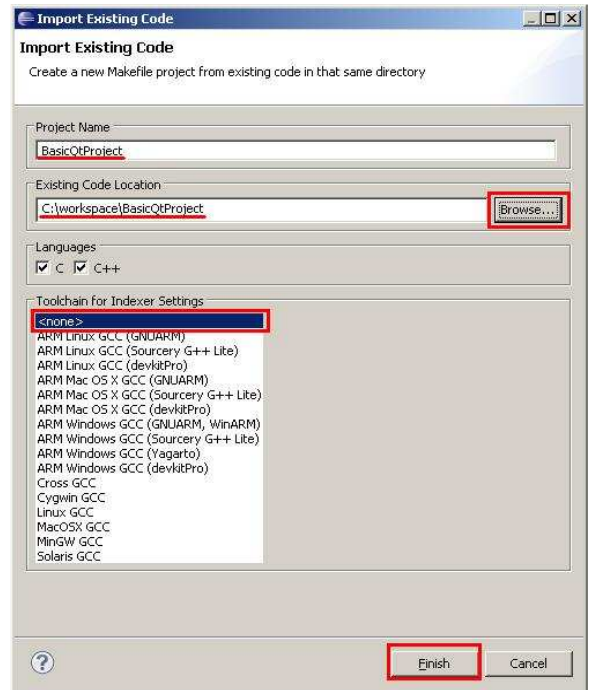 Import Existing Code
Import Existing Code
Create a new Makefile project from existing code in that same directory
Project Name
BasicQtProject
Existing Code Location
C:\workspace\BasicQtProject
Browse...
Languages
C C++
Toolchain for Indexer Settings
<none>
ARM Linux GCC (GNUARM)
ARM Linux GCC (Sourcery G++ Lite)
ARM Linux GCC (devkitPro)
ARM Mac OS X GCC (GNUARM)
ARM Mac OS X GCC (Sourcery G++ Lite)
ARM Mac OS X GCC (devkitPro)
ARM Windows GCC (GNUARM, WinARM)
ARM Windows GCC (Sourcery G++ Lite)
ARM Windows GCC (Yagarto)
ARM Windows GCC (devkitPro)
Cross GCC
Cygwin GCC
Linux GCC
MacOSX GCC
MinGW GCC
Solaris GCC
?
Finish Cancel